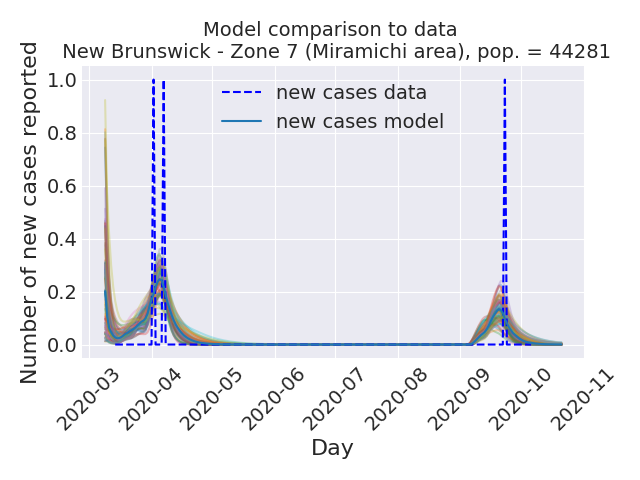 Model comparison to data
New Brunswick - Zone 7 (Miramichi area), pop. = 44281
Number of new cases reported
1.0
0.8
0.6
0.4
0.2
0.0
new cases data
new cases model
2020-03
2020-04
2020-05
2020-06
2020-07
2020-08
2020-09
2020-10
2020-11
Day